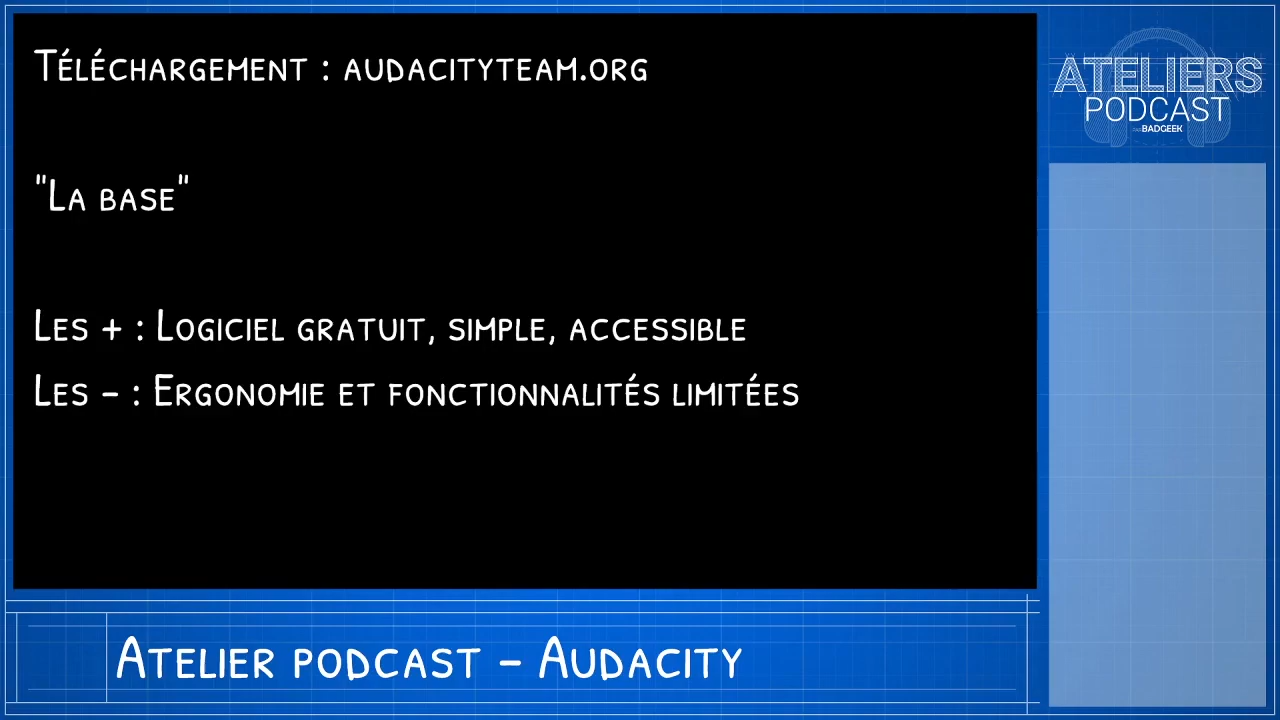 Téléchargement : audacityteam.org
"La base"
Les + : Logiciel gratuit, simple, accessible
Les – : Ergonomie et fonctionnalités limitées
Atelier podcast – Audacity
ATELIERS
PODCAST
PAR BADGEEK